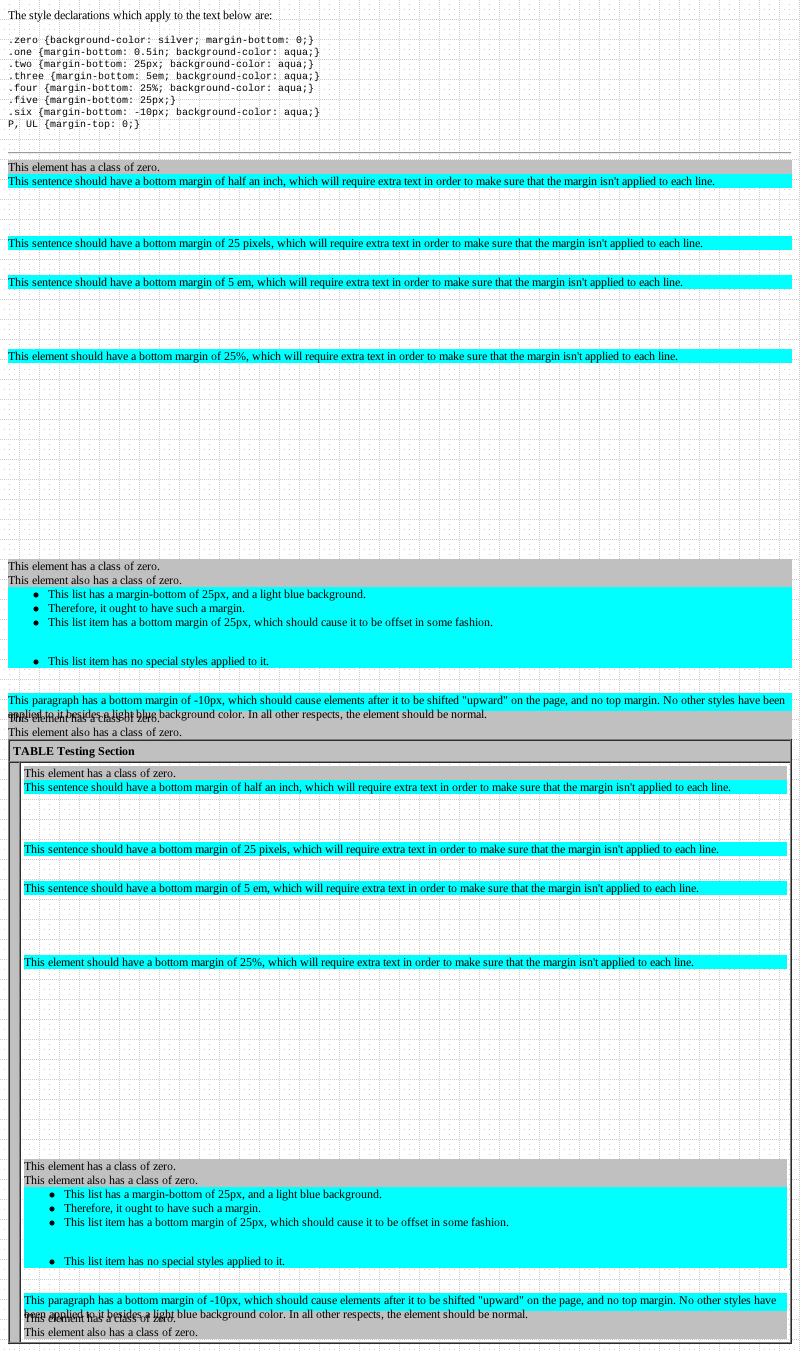 The style declarations which apply to the text below are:
.zero {background-color: silver; margin-bottom: 0;}
.one {margin-bottom: 0.5in; background-color: aqua;}
.two {margin-bottom: 25px; background-color: aqua;}
.three {margin-bottom: 5em; background-color: aqua;}
.four {margin-bottom: 25%; background-color: aqua;}
.five {margin-bottom: 25px;}
.six {margin-bottom: -10px; background-color: aqua;}
P, UL {margin-top: 0;}
This element has a class of zero.
This sentence should have a bottom margin of half an inch, which will require extra text in order to make sure that the margin isn't applied to each line.
This sentence should have a bottom margin of 25 pixels, which will require extra text in order to make sure that the margin isn't applied to each line.
This sentence should have a bottom margin of 5 em, which will require extra text in order to make sure that the margin isn't applied to each line.
This element should have a bottom margin of 25%, which will require extra text in order to make sure that the margin isn't applied to each line.
This element has a class of zero.
This element also has a class of zero.
This list has a margin-bottom of 25px, and a light blue background.
Therefore, it ought to have such a margin.
This list item has a bottom margin of 25px, which should cause it to be offset in some fashion.
This list item has no special styles applied to it.
This paragraph has a bottom margin of -10px, which should cause elements after it to be shifted "upward" on the page, and no top margin. No other styles have been
applied to it besides a light blue background color. In all other respects, the element should be normal.
This element has a class of zero.
This element also has a class of zero.
TABLE Testing Section
This element has a class of zero.
This sentence should have a bottom margin of half an inch, which will require extra text in order to make sure that the margin isn't applied to each line.
This sentence should have a bottom margin of 25 pixels, which will require extra text in order to make sure that the margin isn't applied to each line.
This sentence should have a bottom margin of 5 em, which will require extra text in order to make sure that the margin isn't applied to each line.
This element should have a bottom margin of 25%, which will require extra text in order to make sure that the margin isn't applied to each line.
This element has a class of zero.
This element also has a class of zero.
This list has a margin-bottom of 25px, and a light blue background.
Therefore, it ought to have such a margin.
This list item has a bottom margin of 25px, which should cause it to be offset in some fashion.
This list item has no special styles applied to it.
This paragraph has a bottom margin of -10px, which should cause elements after it to be shifted "upward" on the page, and no top margin. No other styles have
been applied to it besides a light blue background color. In all other respects, the element should be normal.
This element has a class of zero.
This element also has a class of zero.